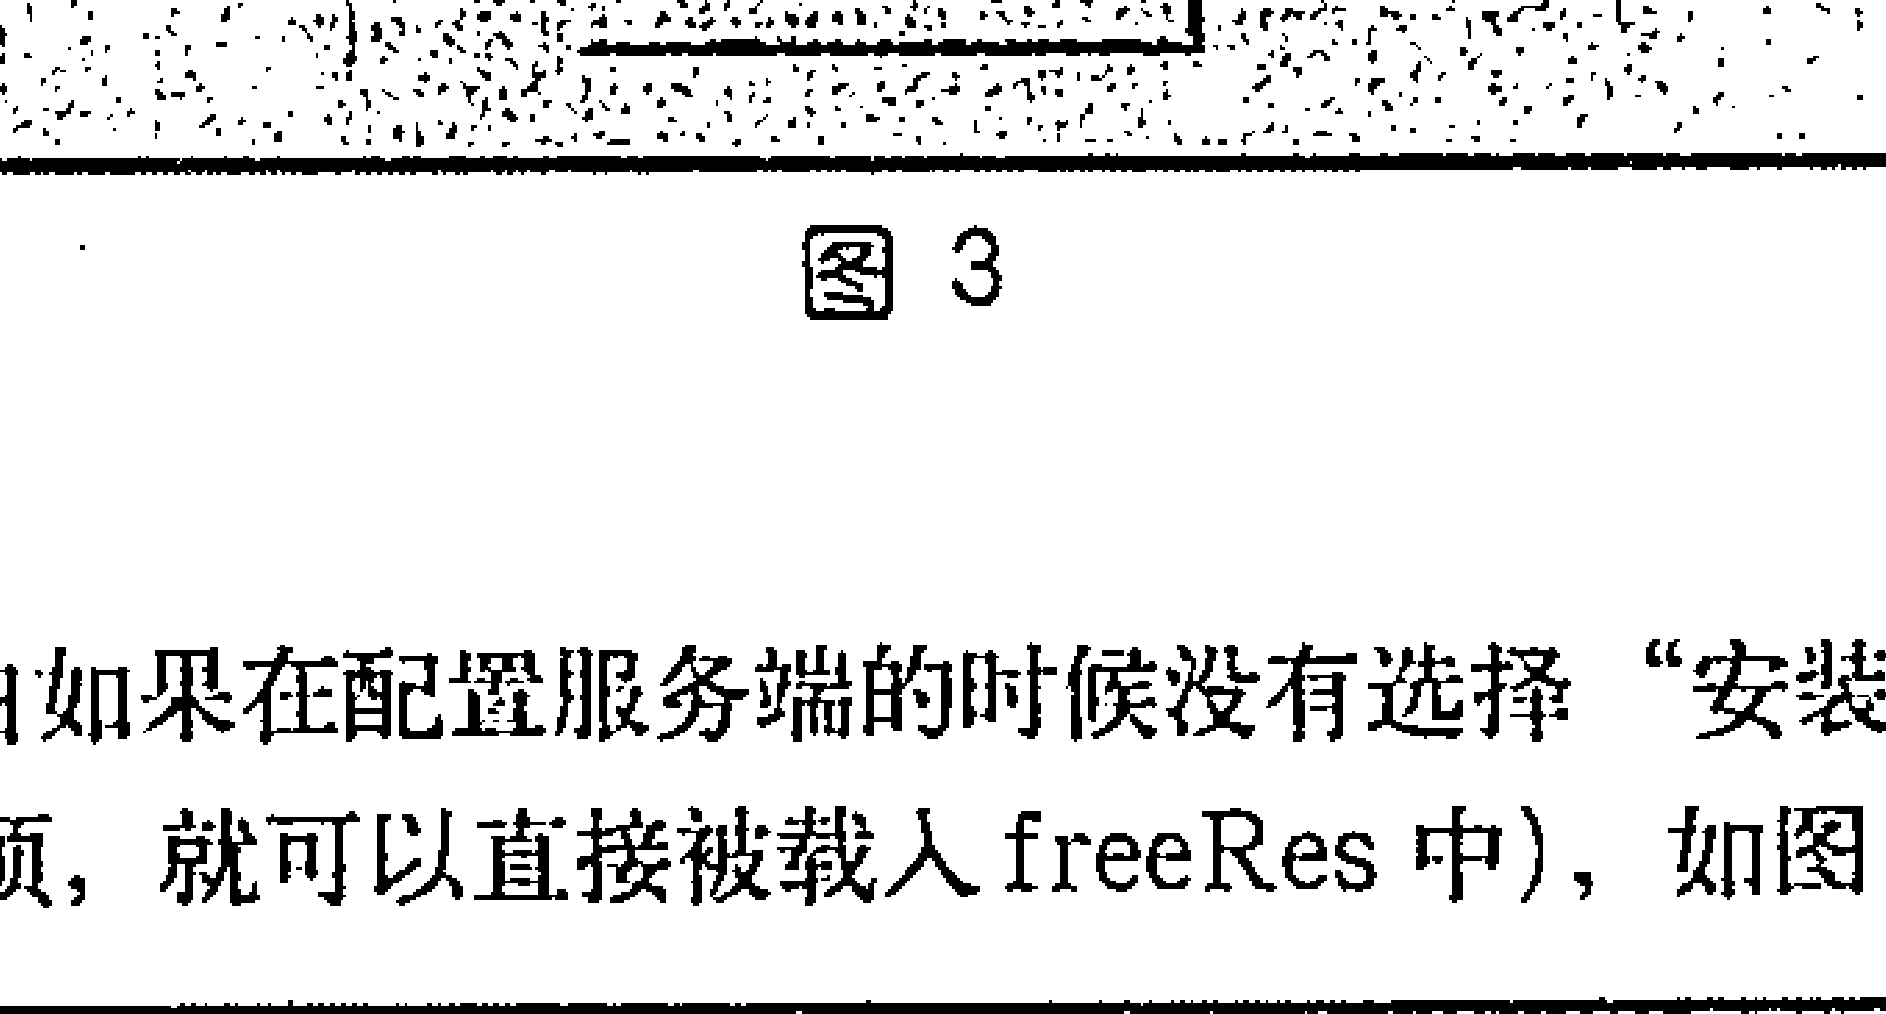 图 3
如果在配置服务端的时候没有选择 “安装
项, 就可以直接被载入 freeRes 中), 如图